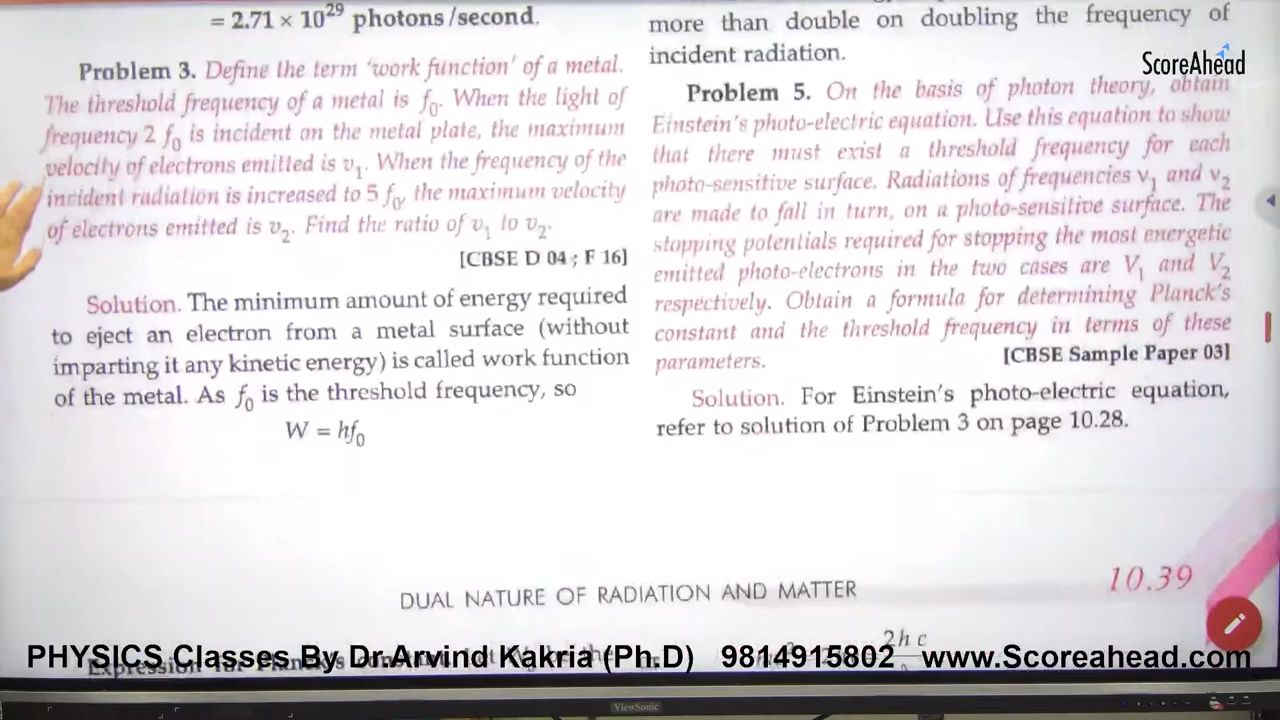 = 2.71 × 10²⁹ photons/second.
Problem 3. Define the term 'work function' of a metal.
The threshold frequency of a metal is f₀. When the light of
frequency 2 f₀ is incident on the metal plate, the maximum
velocity of electrons emitted is v₁. When the frequency of the
incident radiation is increased to 5 f₀, the maximum velocity
of electrons emitted is v₂. Find the ratio of v₁ to v₂.
[CBSE D 04 ; F 16]
Solution. The minimum amount of energy required
to eject an electron from a metal surface (without
imparting it any kinetic energy) is called work function
of the metal. As f₀ is the threshold frequency, so
W = hf₀
more than double on doubling the frequency of
incident radiation.
ScoreAhead
Problem 5. On the basis of photon theory, obtain
Einstein's photo-electric equation. Use this equation to show
that there must exist a threshold frequency for each
photo-sensitive surface. Radiations of frequencies ν₁ and ν₂
are made to fall in turn, on a photo-sensitive surface. The
stopping potentials required for stopping the most energetic
emitted photo-electrons in the two cases are V₁ and V₂
respectively. Obtain a formula for determining Planck's
constant and the threshold frequency in terms of these
parameters.
[CBSE Sample Paper 03]
Solution. For Einstein's photo-electric equation,
refer to solution of Problem 3 on page 10.28.
DUAL NATURE OF RADIATION AND MATTER
10.39
2h c
PHYSICS Classes By Dr-Arvind Kakria (Ph.D) 9814915802 www.Scoreahead.com
ViewSonic